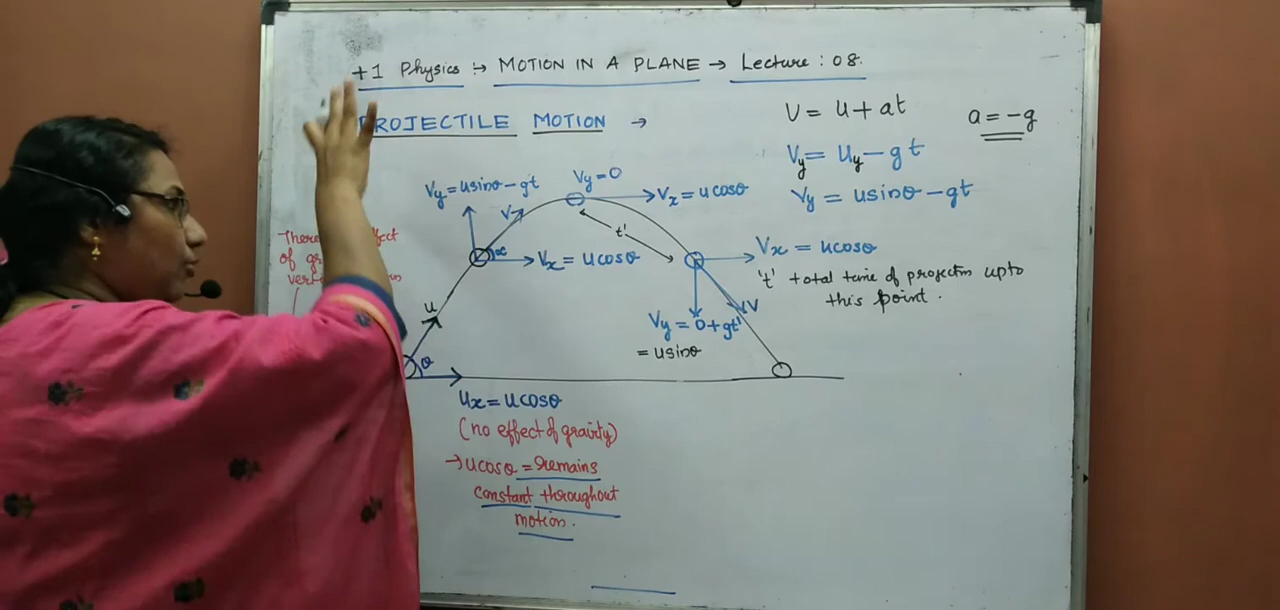 +1 Physics :→ MOTION IN A PLANE → Lecture : 08.
PROJECTILE MOTION →
V = u + at
a = -g
Vy = uy - gt
Vy = usinθ - gt
Vy = usinθ - gt
Vy = 0
Vx = ucosθ
V
α
Vx = ucosθ
t'
Vx = ucosθ
't' total time of projectn upto
this point.
V
Vy = 0 + gt'
= usinθ
of
u
θ
ux = ucosθ
(no effect of gravity)
→ ucosθ = remains
constant throughout
motion.